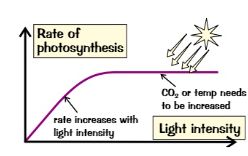 Rate of
photosynthesis
CO₂ or temp needs
to be increased
rate increases with
light intensity
Light intensity